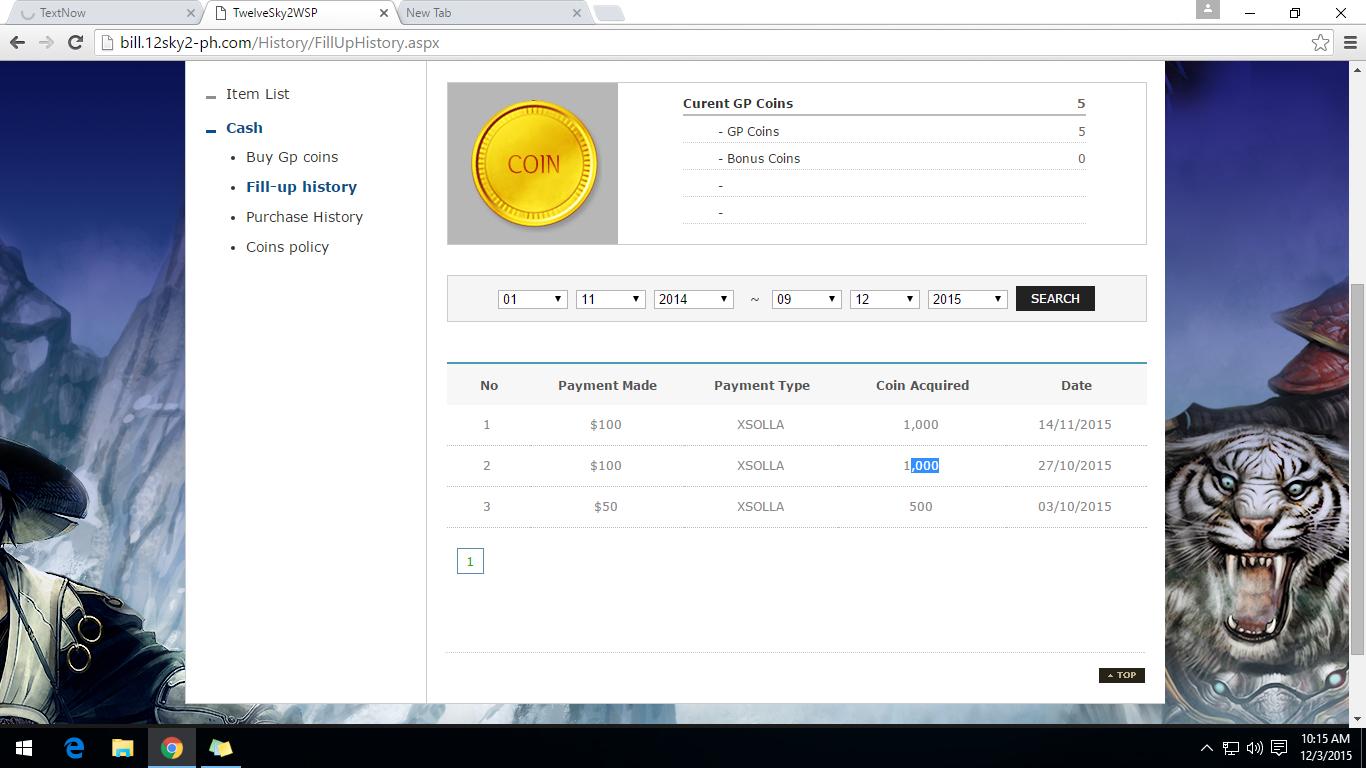 TextNow
TwelveSky2WSP
New Tab
bill.12sky2-ph.com/History/FillUpHistory.aspx
Item List
Cash
Buy Gp coins
Fill-up history
Purchase History
Coins policy
COIN
Curent GP Coins 5
- GP Coins 5
- Bonus Coins 0
-
-
01 11 2014 ~ 09 12 2015 SEARCH
No Payment Made Payment Type Coin Acquired Date
1 $100 XSOLLA 1,000 14/11/2015
2 $100 XSOLLA 1,000 27/10/2015
3 $50 XSOLLA 500 03/10/2015
1
TOP
10:15 AM
12/3/2015